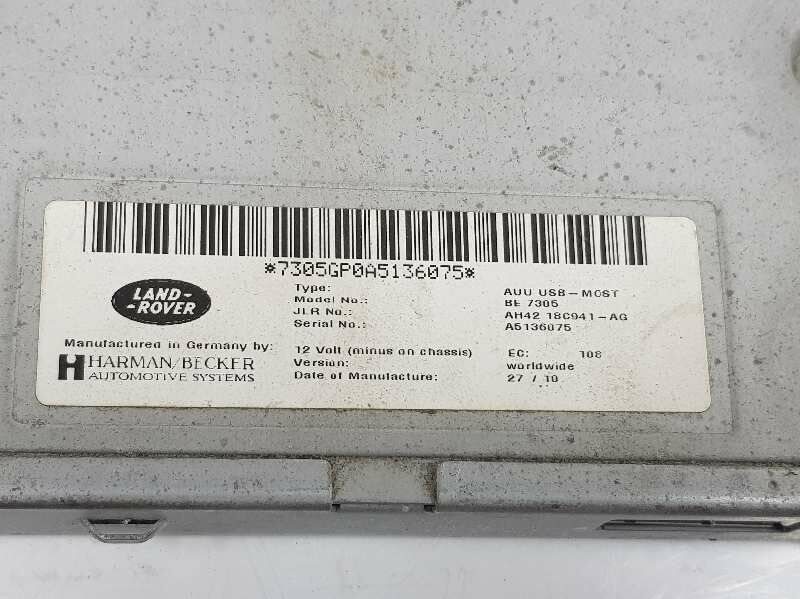 *7305GP0A5136075*
LAND-
-ROVER
Type: AUU USB-MOST
Model No.: BE 7305
JLR No.: AH42 18C941-AG
Serial No.: A5136075
Manufactured in Germany by:
HARMAN/BECKER
AUTOMOTIVE SYSTEMS
12 Volt (minus on chassis) EC: 108
Version: worldwide
Date of Manufacture: 27 / 10